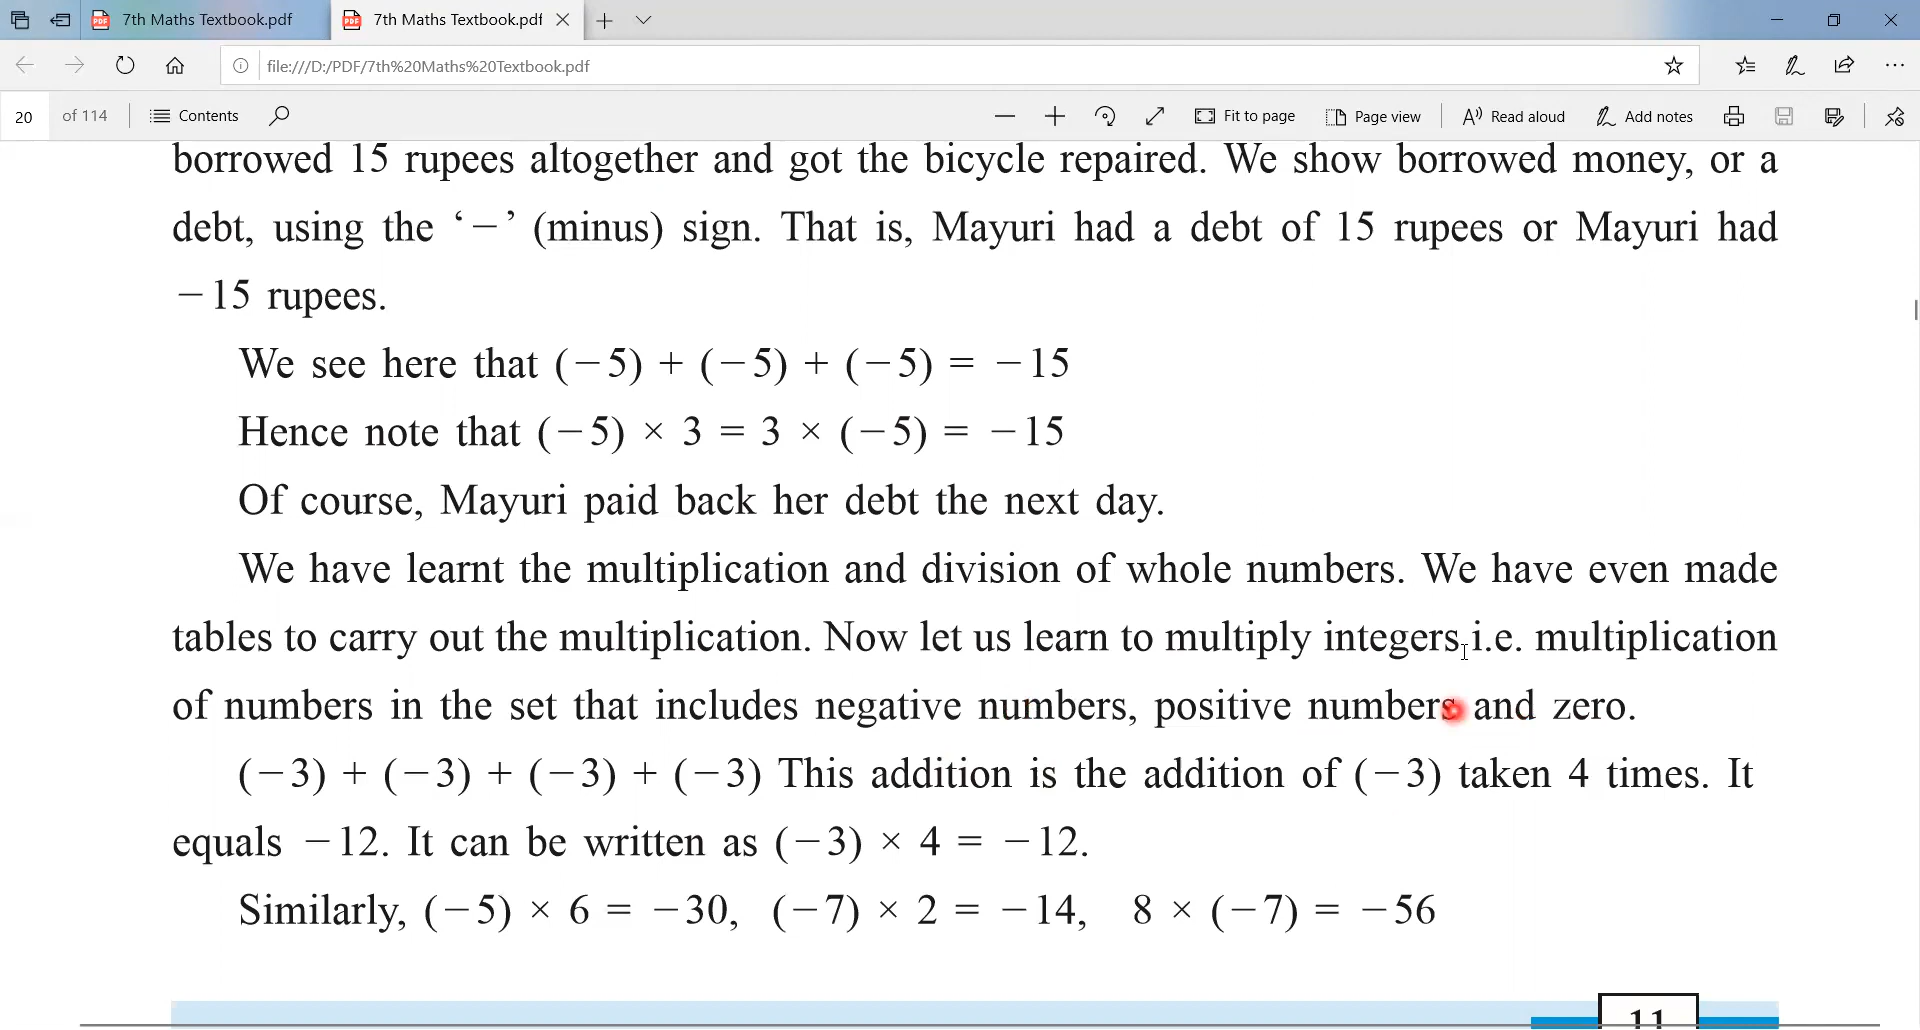 7th Maths Textbook.pdf
7th Maths Textbook.pdf
file:///D:/PDF/7th%20Maths%20Textbook.pdf
20 of 114 Contents Fit to page Page view Read aloud Add notes
borrowed 15 rupees altogether and got the bicycle repaired. We show borrowed money, or a
debt, using the ‘−’ (minus) sign. That is, Mayuri had a debt of 15 rupees or Mayuri had
−15 rupees.
We see here that (−5) + (−5) + (−5) = −15
Hence note that (−5) × 3 = 3 × (−5) = −15
Of course, Mayuri paid back her debt the next day.
We have learnt the multiplication and division of whole numbers. We have even made
tables to carry out the multiplication. Now let us learn to multiply integers i.e. multiplication
of numbers in the set that includes negative numbers, positive numbers and zero.
(−3) + (−3) + (−3) + (−3) This addition is the addition of (−3) taken 4 times. It
equals −12. It can be written as (−3) × 4 = −12.
Similarly, (−5) × 6 = −30, (−7) × 2 = −14, 8 × (−7) = −56
11